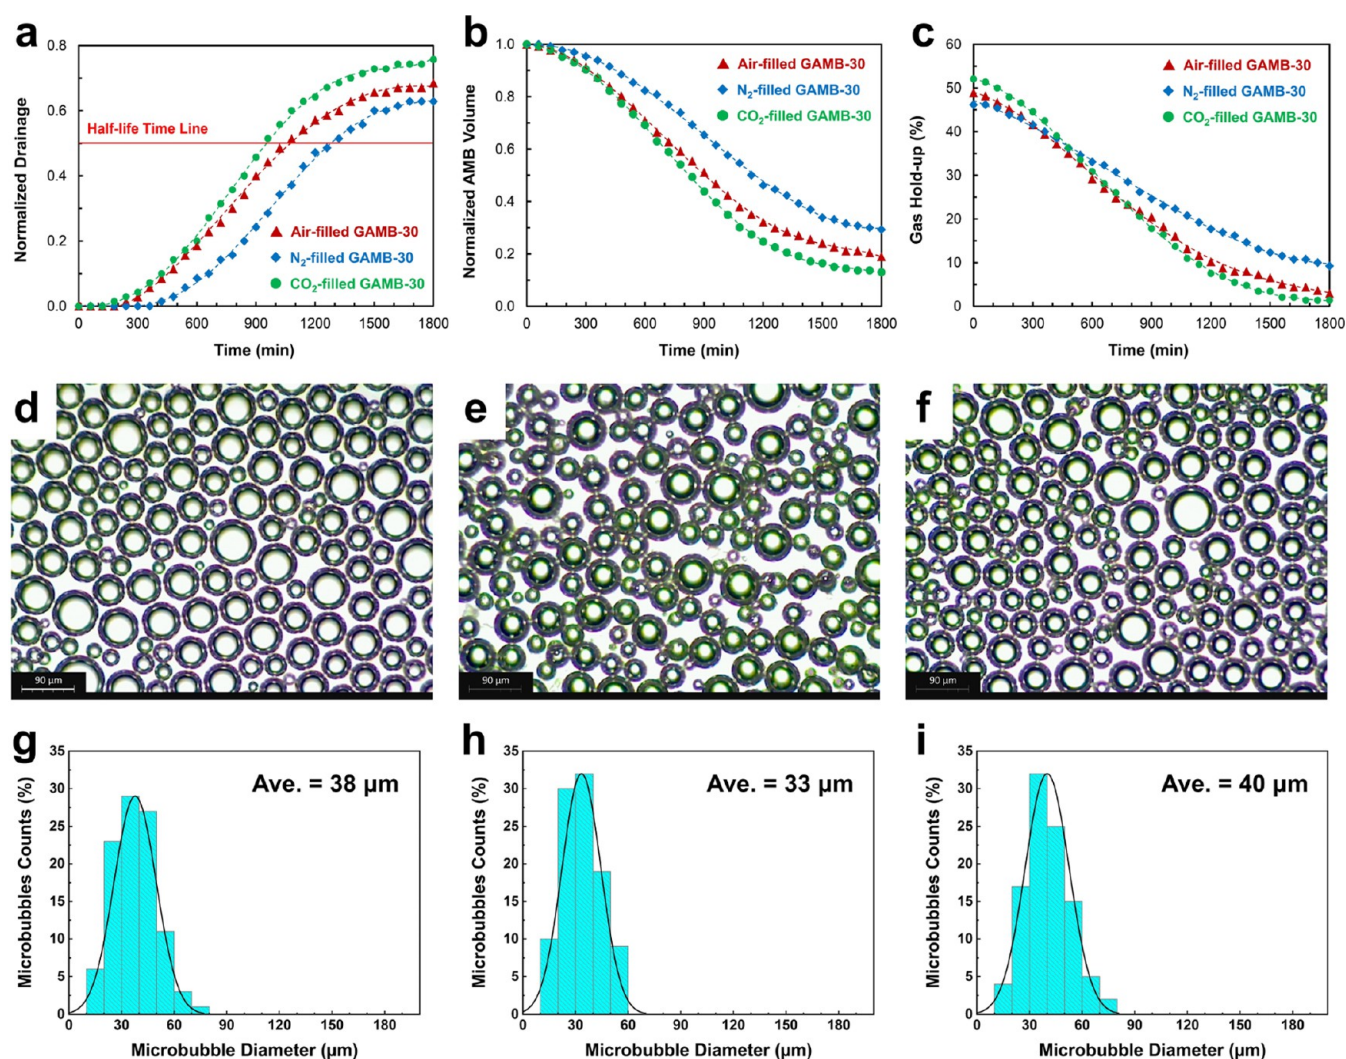 a
Normalized Drainage
1.0
0.8
0.6
0.4
0.2
0.0
Half-life Time Line
Air-filled GAMB-30
N₂-filled GAMB-30
CO₂-filled GAMB-30
0 300 600 900 1200 1500 1800
Time (min)
b
Normalized AMB Volume
1.0
0.8
0.6
0.4
0.2
0.0
Air-filled GAMB-30
N₂-filled GAMB-30
CO₂-filled GAMB-30
0 300 600 900 1200 1500 1800
Time (min)
c
Gas Hold-up (%)
60
50
40
30
20
10
0
Air-filled GAMB-30
N₂-filled GAMB-30
CO₂-filled GAMB-30
0 300 600 900 1200 1500 1800
Time (min)
d
90 µm
e
90 µm
f
90 µm
g
Microbubbles Counts (%)
35
30
25
20
15
10
5
0
Ave. = 38 µm
0 30 60 90 120 150 180
Microbubble Diameter (µm)
h
Microbubbles Counts (%)
35
30
25
20
15
10
5
0
Ave. = 33 µm
0 30 60 90 120 150 180
Microbubble Diameter (µm)
i
Microbubbles Counts (%)
35
30
25
20
15
10
5
0
Ave. = 40 µm
0 30 60 90 120 150 180
Microbubble Diameter (µm)